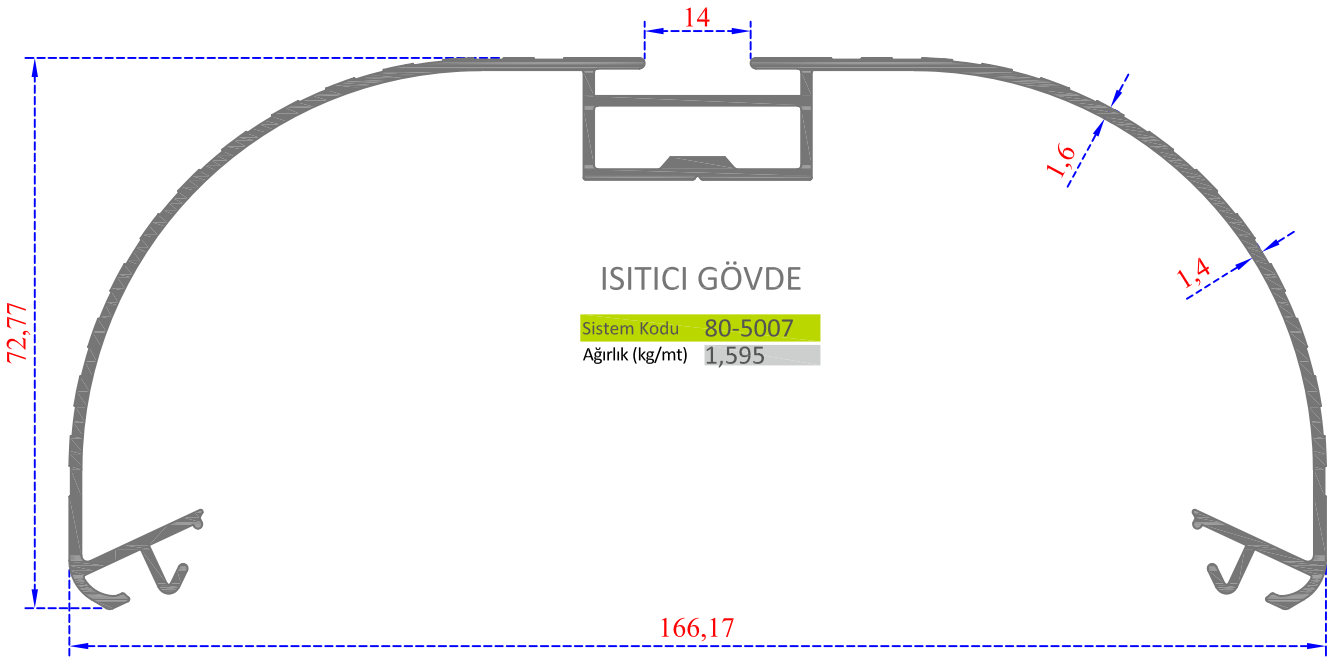 14
1,6
1,4
72,77
ISITICI GÖVDE
Sistem Kodu 80-5007
Ağırlık (kg/mt) 1,595
166,17